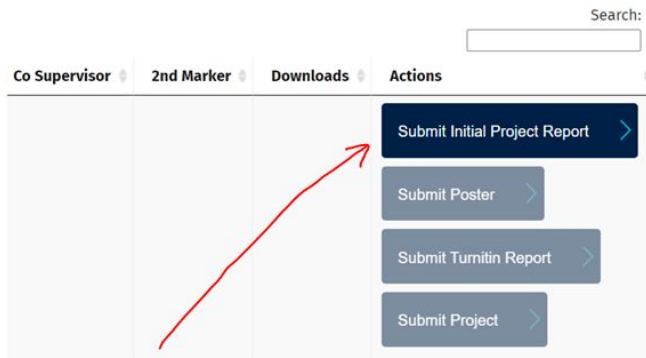 Search:
Co Supervisor 2nd Marker Downloads Actions
Submit Initial Project Report
Submit Poster
Submit Turnitin Report
Submit Project